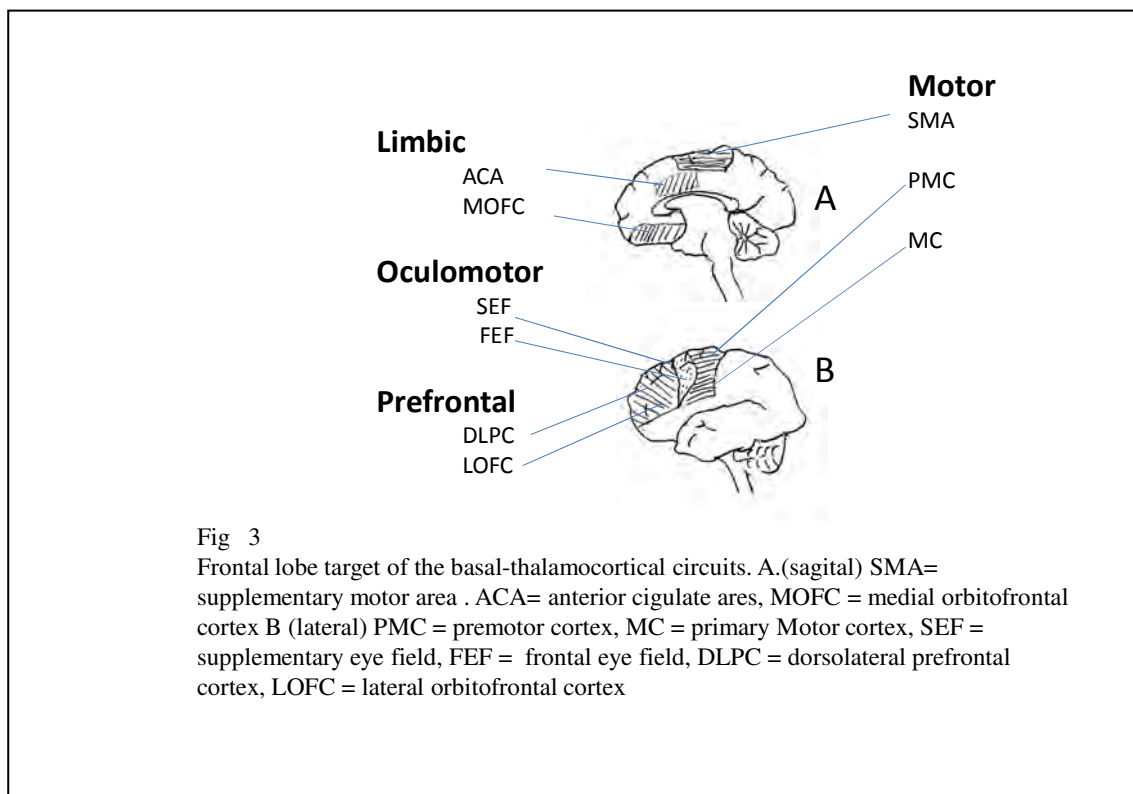 Motor
SMA
Limbic
ACA
MOFC
A
PMC
MC
Oculomotor
SEF
FEF
B
Prefrontal
DLPC
LOFC
Fig 3
Frontal lobe target of the basal-thalamocortical circuits. A.(sagital) SMA=
supplementary motor area . ACA= anterior cigulate ares, MOFC = medial orbitofrontal
cortex B (lateral) PMC = premotor cortex, MC = primary Motor cortex, SEF =
supplementary eye field, FEF = frontal eye field, DLPC = dorsolateral prefrontal
cortex, LOFC = lateral orbitofrontal cortex